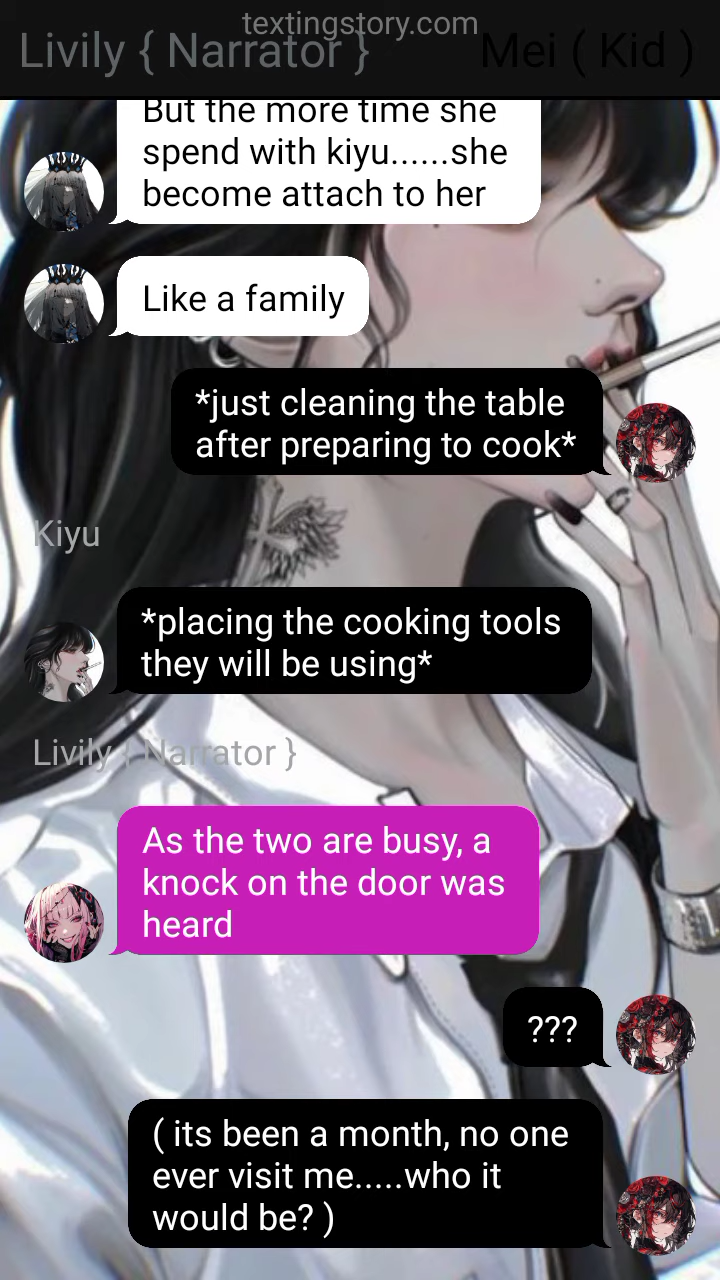 textingstory.com
Livily { Narrator }
Mei ( Kid )
But the more time she
spend with kiyu......she
become attach to her
Like a family
*just cleaning the table
after preparing to cook*
Kiyu
*placing the cooking tools
they will be using*
Livily { Narrator }
As the two are busy, a
knock on the door was
heard
???
( its been a month, no one
ever visit me.....who it
would be? )